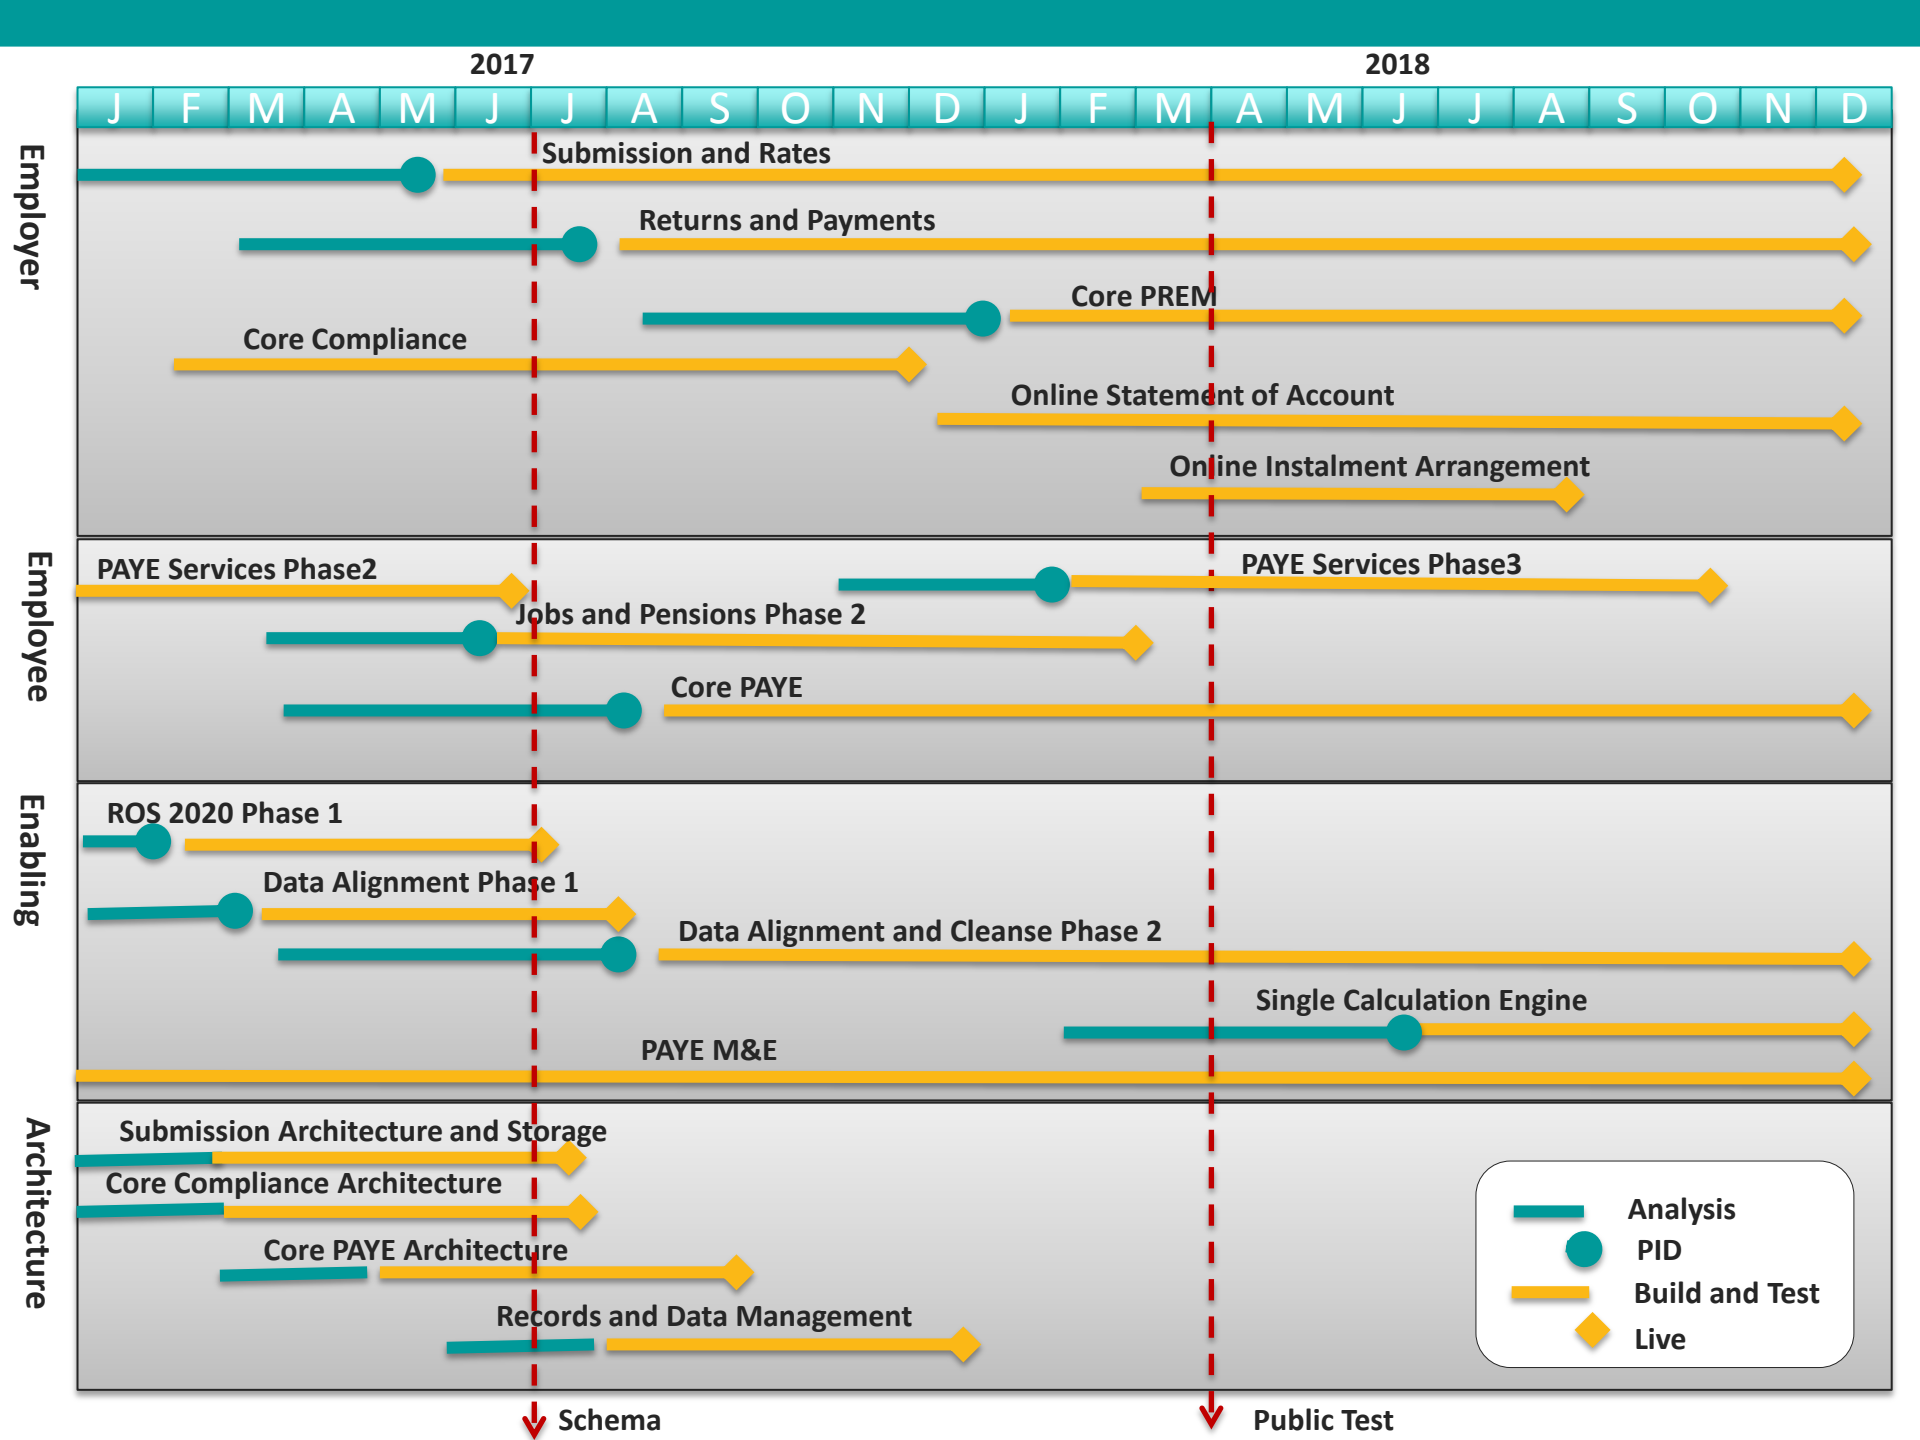 2017 2018
J F M A M J J A S O N D J F M A M J J A S O N D
Employer
Submission and Rates
Returns and Payments
Core PREM
Core Compliance
Online Statement of Account
Online Instalment Arrangement
Employee
PAYE Services Phase2
PAYE Services Phase3
Jobs and Pensions Phase 2
Core PAYE
Enabling
ROS 2020 Phase 1
Data Alignment Phase 1
Data Alignment and Cleanse Phase 2
Single Calculation Engine
PAYE M&E
Architecture
Submission Architecture and Storage
Core Compliance Architecture
Core PAYE Architecture
Records and Data Management
Analysis
PID
Build and Test
Live
Schema
Public Test